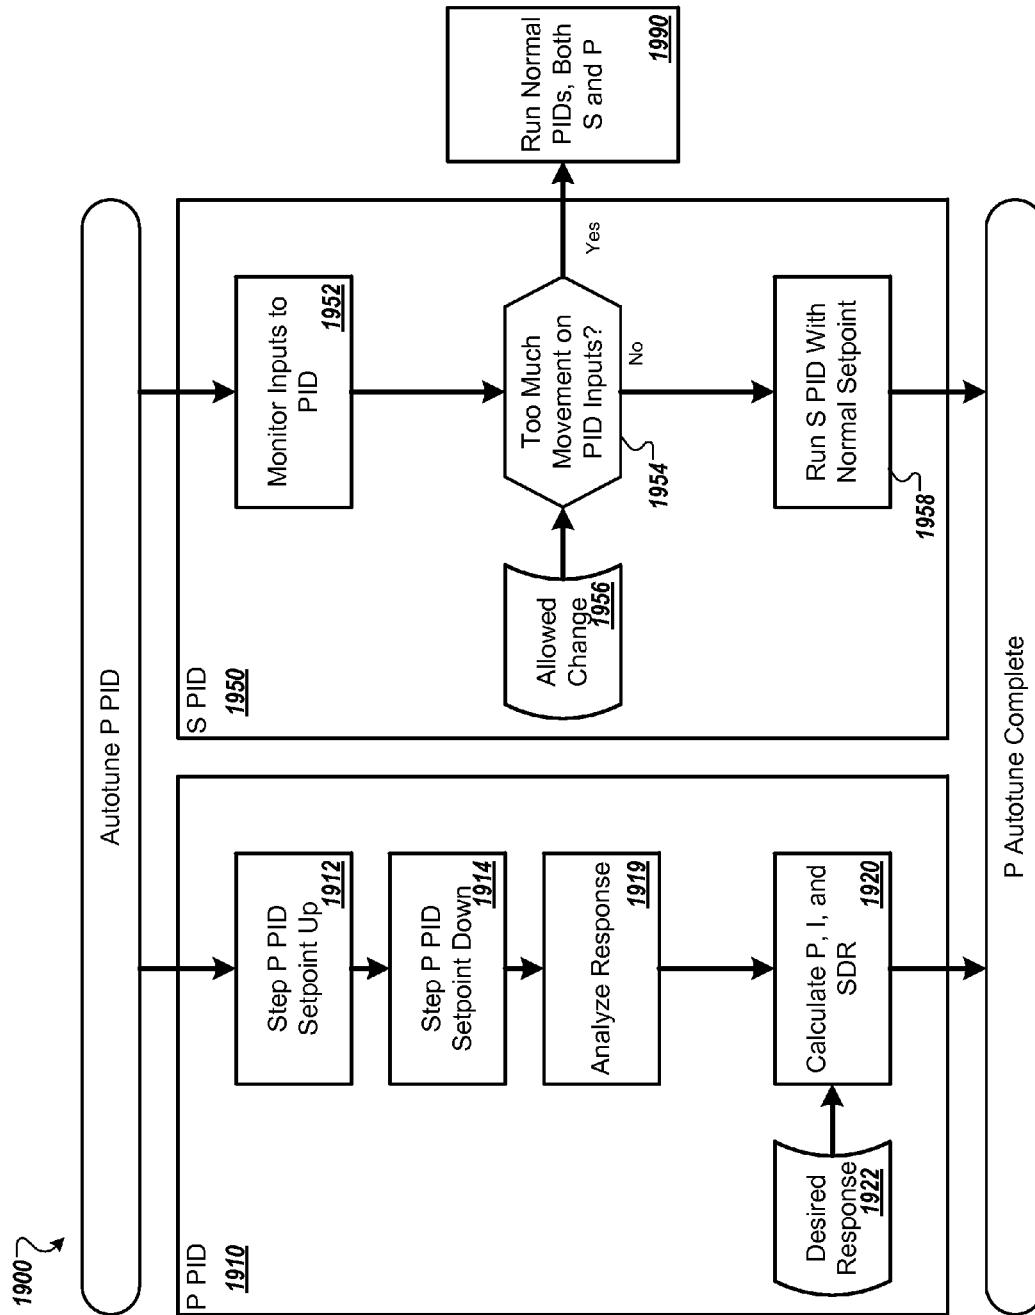 1900
Autotune P PID
P PID
1910
Step P PID
Setpoint Up
1912
Step P PID
Setpoint Down
1914
Analyze Response
1919
Desired
Response
1922
Calculate P, I, and
SDR
1920
S PID
1950
Monitor Inputs to
PID
1952
Allowed
Change
1956
Too Much
Movement on
PID Inputs?
1954
Yes
No
Run S PID With
Normal Setpoint
1958
Run Normal
PIDs, Both
S and P
1990
P Autotune Complete